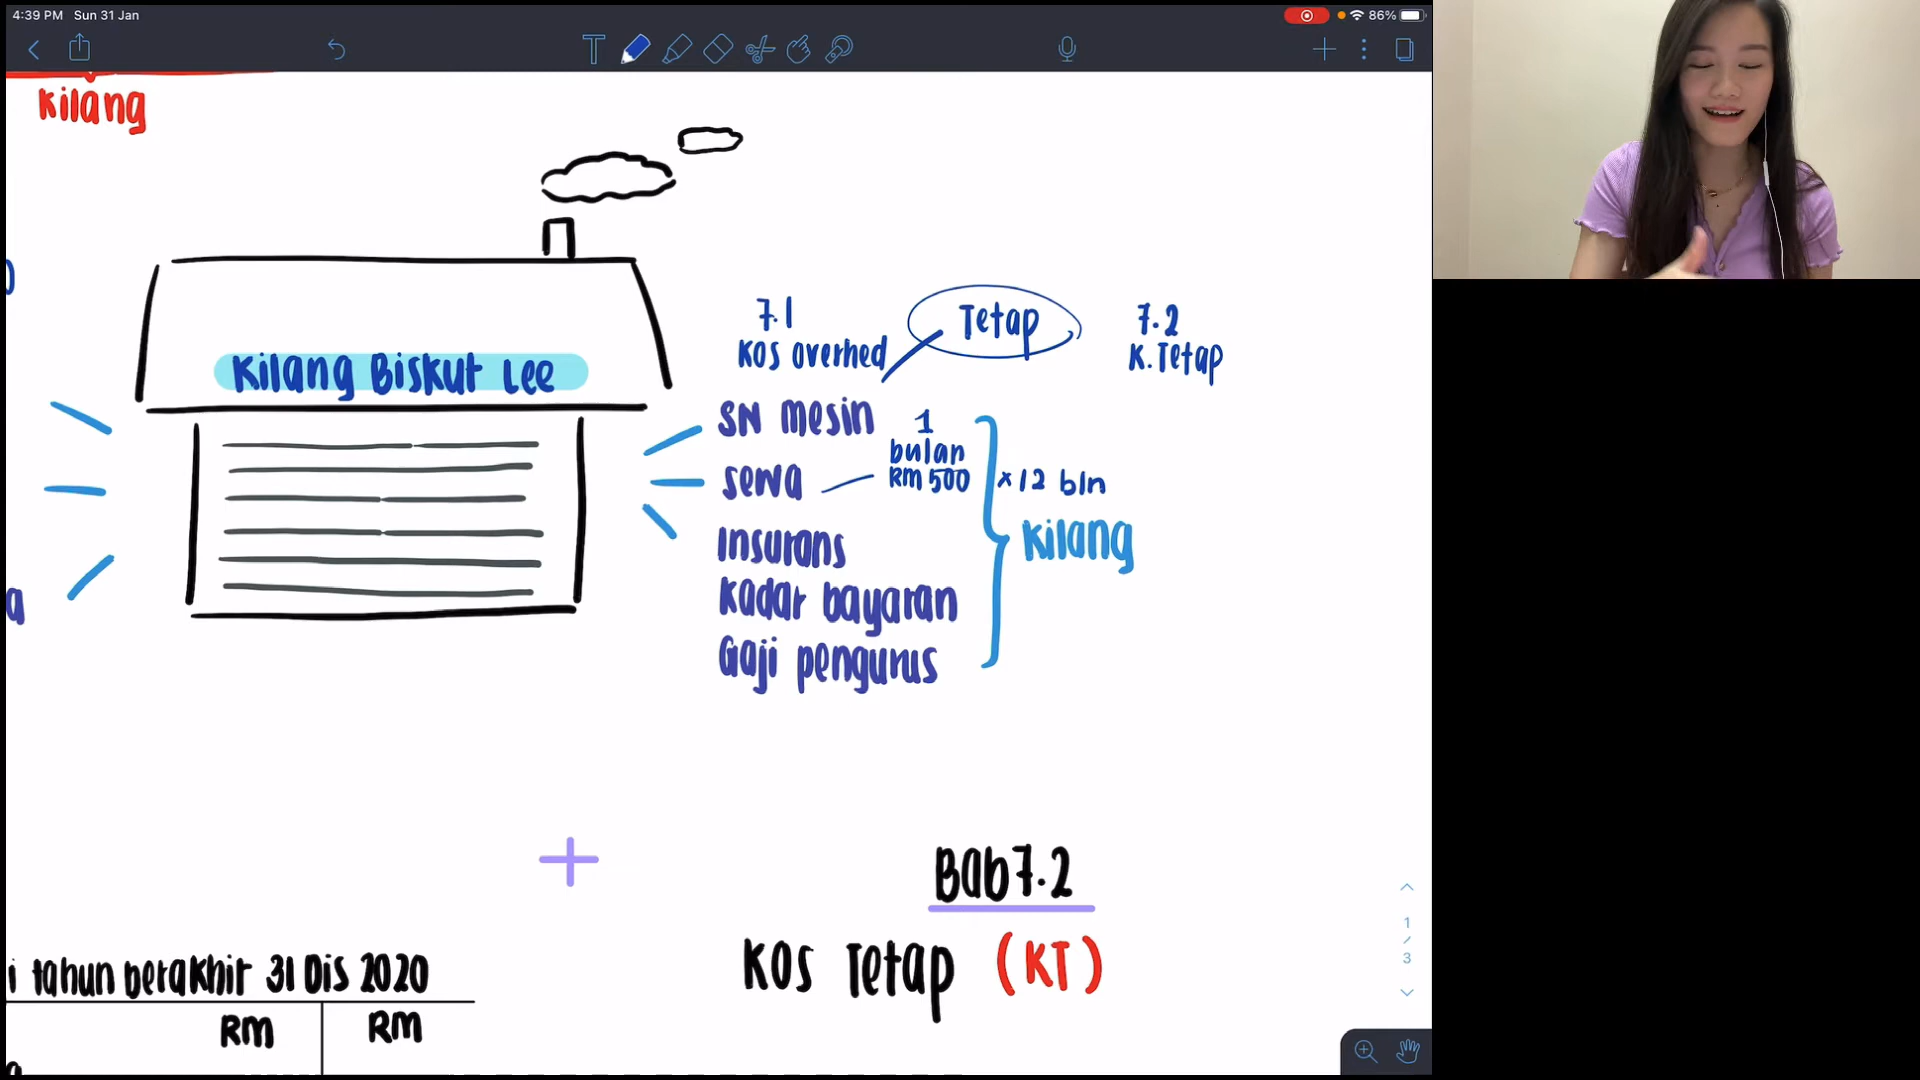 4:39 PM Sun 31 Jan
86%
Kilang
Kilang Biskut Lee
7.1
Kos overhed
Tetap
7.2
K. Tetap
SN mesin
sewa
1
bulan
RM 500
× 12 bln
Kilang
Insurans
Kadar bayaran
Gaji pengurus
Bab 7.2
Kos Tetap (KT)
i tahun berakhir 31 Dis 2020
RM RM
a
1
/
3